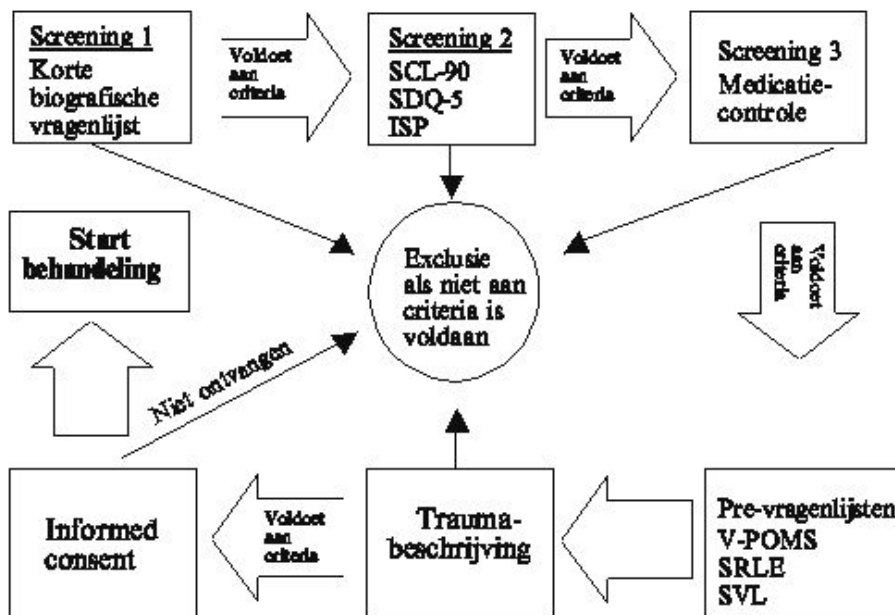 Screening 1
Korte
biografische
vragenlijst
Voldoet
aan
criteria
Screening 2
SCL-90
SDQ-5
ISP
Voldoet
aan
criteria
Screening 3
Medicatie-
controle
Start
behandeling
Exclusie
als niet aan
criteria is
voldaan
Voldoet
aan
criteria
Niet ontvangen
Informed
consent
Voldoet
aan
criteria
Trauma-
beschrijving
Pre-vragenlijsten
V-POMS
SRLE
SVL